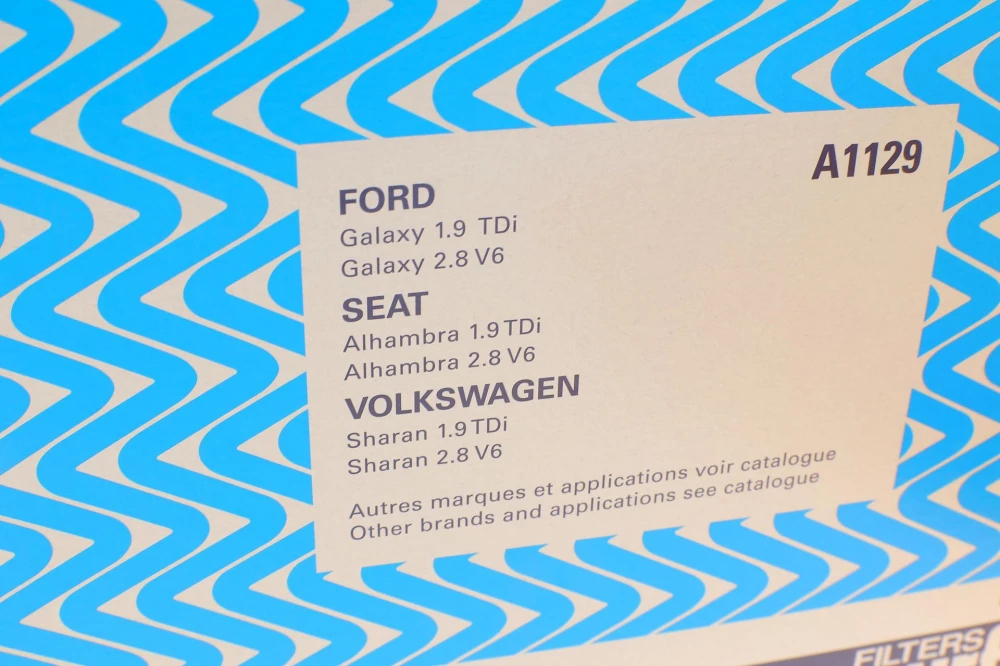 A1129
FORD
Galaxy 1.9 TDi
Galaxy 2.8 V6
SEAT
Alhambra 1.9 TDi
Alhambra 2.8 V6
VOLKSWAGEN
Sharan 1.9 TDi
Sharan 2.8 V6
Autres marques et applications voir catalogue
Other brands and applications see catalogue
FILTERS